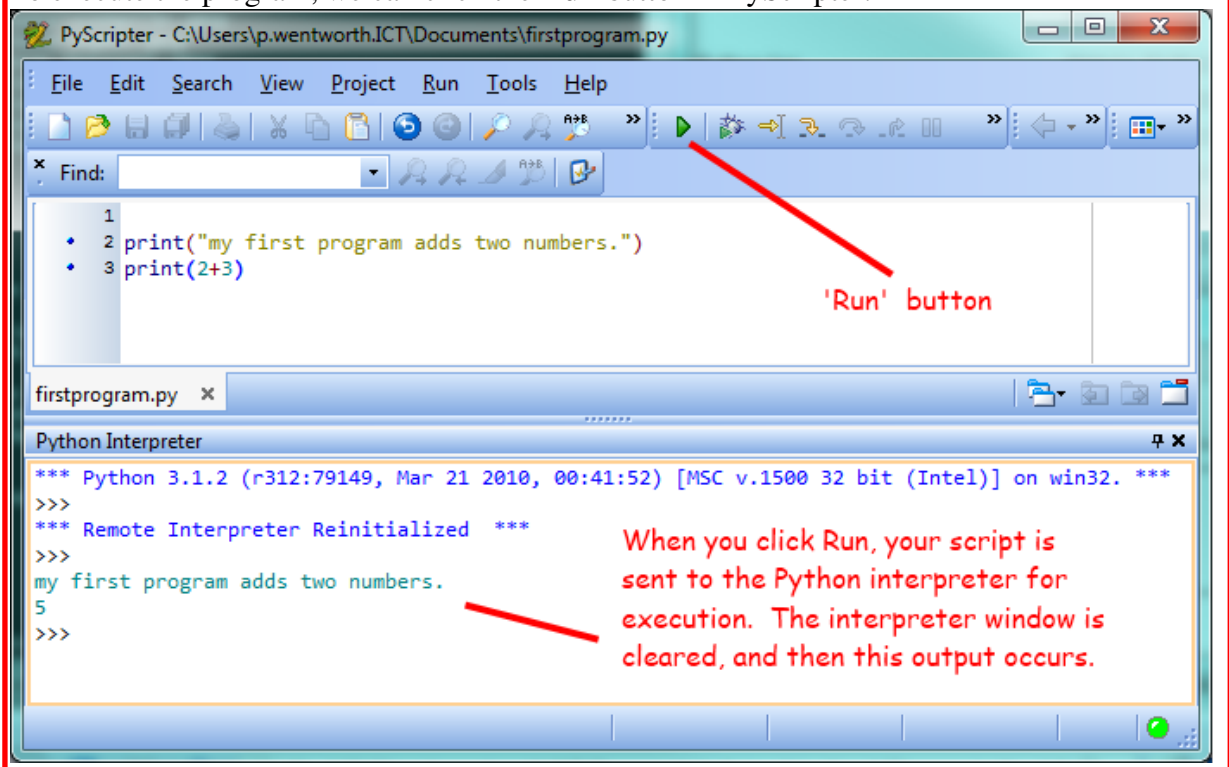 PyScripter - C:\Users\p.wentworth.ICT\Documents\firstprogram.py
File Edit Search View Project Run Tools Help
Find:
1
2 print("my first program adds two numbers.")
3 print(2+3)
'Run' button
firstprogram.py
Python Interpreter
*** Python 3.1.2 (r312:79149, Mar 21 2010, 00:41:52) [MSC v.1500 32 bit (Intel)] on win32. ***
>>>
*** Remote Interpreter Reinitialized ***
>>>
my first program adds two numbers.
5
>>>
When you click Run, your script is
sent to the Python interpreter for
execution. The interpreter window is
cleared, and then this output occurs.